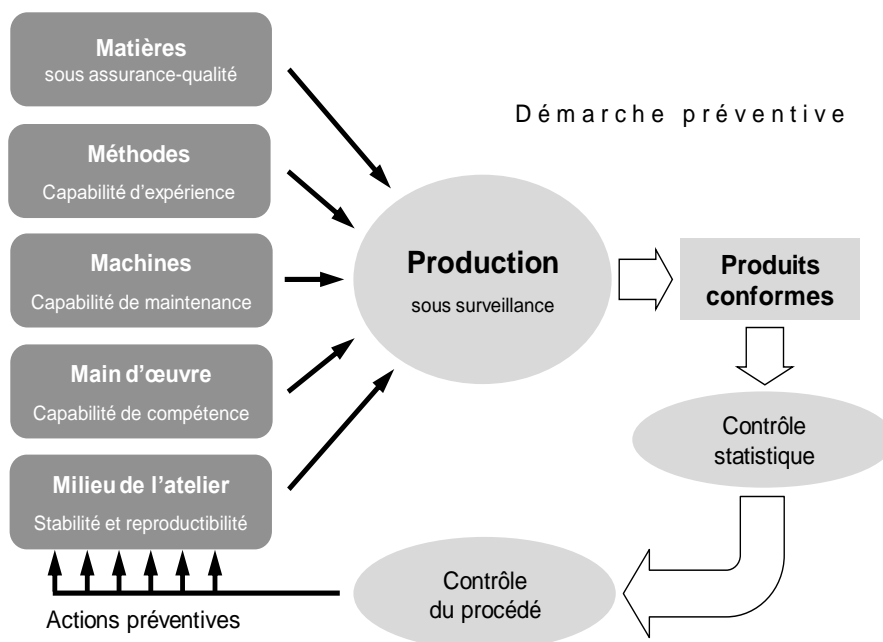 Matières
sous assurance-qualité
Démarche préventive
Méthodes
Capabilité d'expérience
Machines
Capabilité de maintenance
Production
sous surveillance
Produits
conformes
Main d'œuvre
Capabilité de compétence
Contrôle
statistique
Milieu de l'atelier
Stabilité et reproductibilité
Contrôle
du procédé
Actions préventives